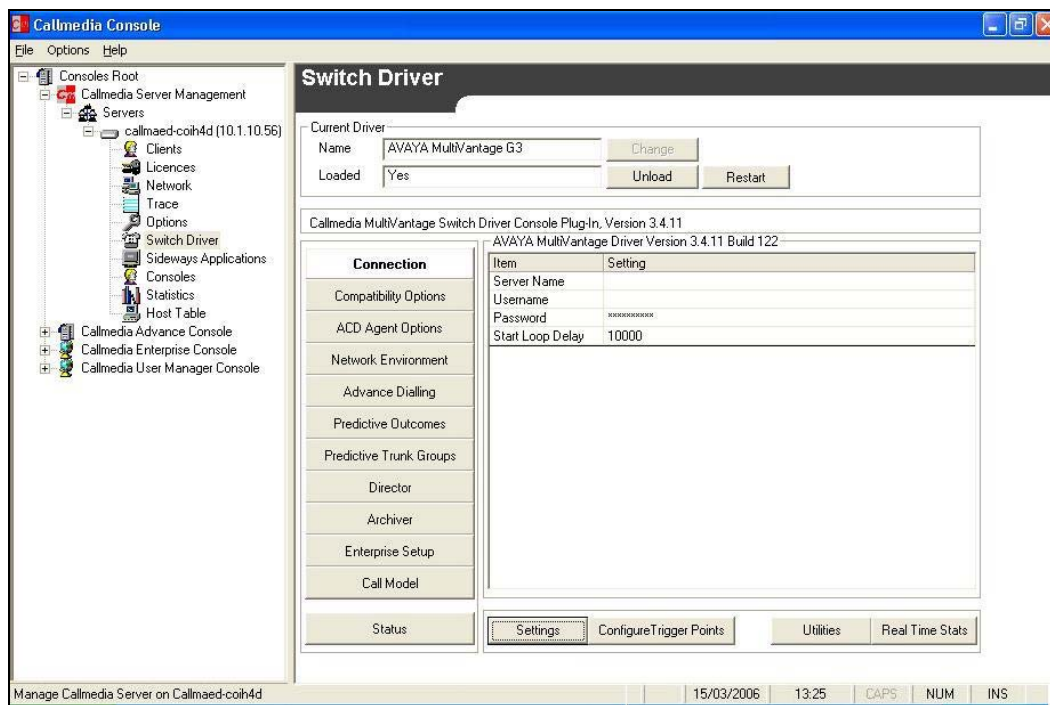 Callmedia Console
File Options Help
Consoles Root
Callmedia Server Management
Servers
callmaed-coih4d (10.1.10.56)
Clients
Licences
Network
Trace
Options
Switch Driver
Sideways Applications
Consoles
Statistics
Host Table
Callmedia Advance Console
Callmedia Enterprise Console
Callmedia User Manager Console
Switch Driver
Current Driver
Name AVAYA MultiVantage G3 Change
Loaded Yes Unload Restart
Callmedia MultiVantage Switch Driver Console Plug-In, Version 3.4.11
Connection
Compatibility Options
ACD Agent Options
Network Environment
Advance Dialling
Predictive Outcomes
Predictive Trunk Groups
Director
Archiver
Enterprise Setup
Call Model
Status
AVAYA MultiVantage Driver Version 3.4.11 Build 122
Item Setting
Server Name
Username
Password **********
Start Loop Delay 10000
Settings ConfigureTrigger Points Utilities Real Time Stats
Manage Callmedia Server on Callmaed-coih4d 15/03/2006 13:25 CAPS NUM INS